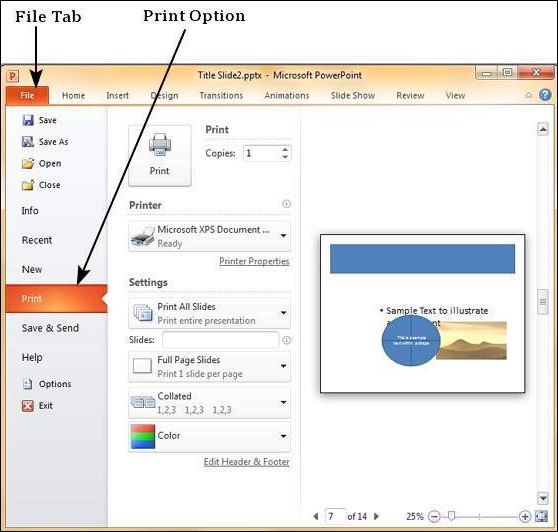 File Tab
Print Option
Title Slide2.pptx - Microsoft PowerPoint
File Home Insert Design Transitions Animations Slide Show Review View
Save
Save As
Open
Close
Info
Recent
New
Print
Save & Send
Help
Options
Exit
Print
Print
Copies: 1
Printer
Microsoft XPS Document ...
Ready
Printer Properties
Settings
Print All Slides
Print entire presentation
Slides:
Full Page Slides
Print 1 slide per page
Collated
1,2,3 1,2,3 1,2,3
Color
Edit Header & Footer
• Sample Text to illustrate
This is example
text within a shape
7 of 14
25%